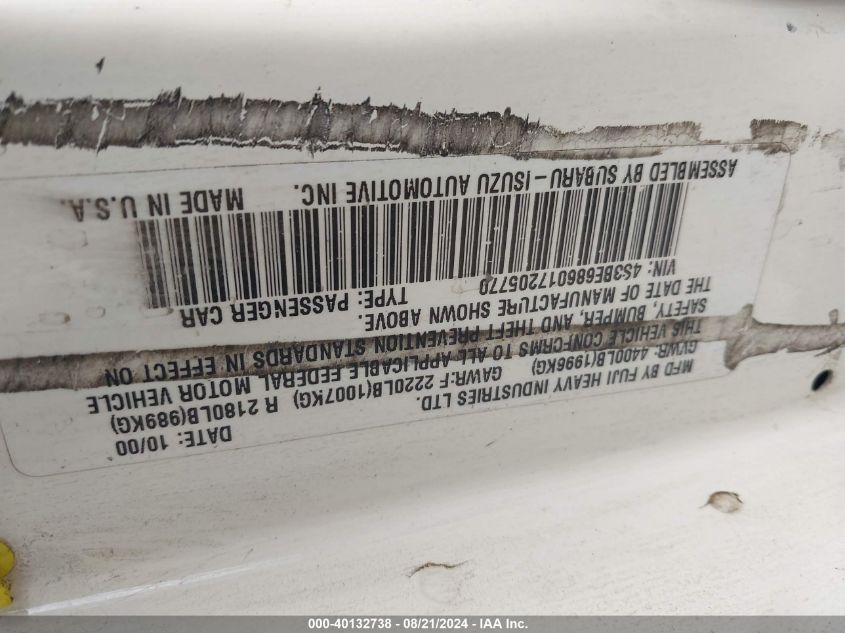 MFD BY FUJI HEAVY INDUSTRIES LTD. DATE: 10/00
GVWR: 4400LB(1996KG) GAWR:F 2220LB(1007KG) R 2180LB(989KG)
THIS VEHICLE CONFORMS TO ALL APPLICABLE FEDERAL MOTOR VEHICLE
SAFETY, BUMPER, AND THEFT PREVENTION STANDARDS IN EFFECT ON
THE DATE OF MANUFACTURE SHOWN ABOVE.
VIN: 4S3BE886017205770 TYPE: PASSENGER CAR
ASSEMBLED BY SUBARU-ISUZU AUTOMOTIVE INC. MADE IN U.S.A.
000-40132738 - 08/21/2024 - IAA Inc.